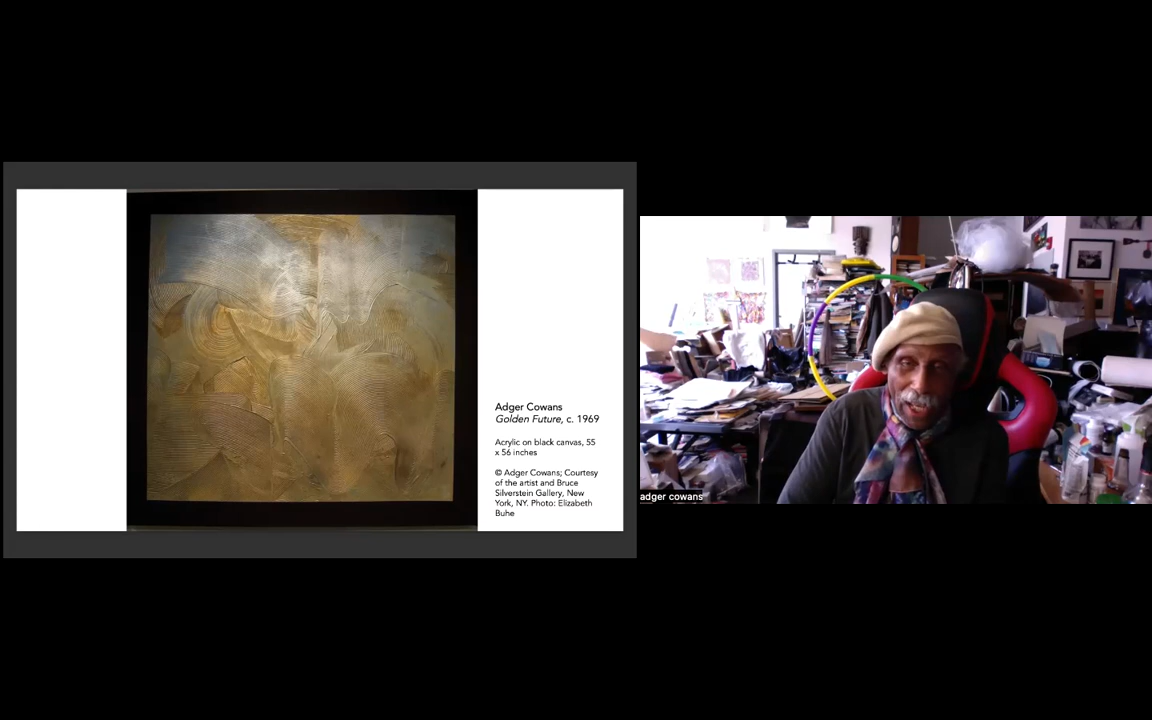 Adger Cowans
Golden Future, c. 1969
Acrylic on black canvas, 55
x 56 inches
© Adger Cowans; Courtesy
of the artist and Bruce
Silverstein Gallery, New
York, NY. Photo: Elizabeth
Buhe
adger cowans